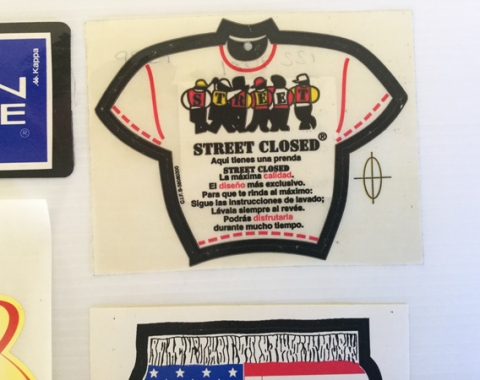 Kappa
E
®
STREET
STREET CLOSED®
Aquí tienes una prenda
STREET CLOSED
La máxima calidad.
El diseño más exclusivo.
Para que te rinda al máximo:
Sigue las instrucciones de lavado;
Lávala siempre al revés.
Podrás disfrutarla
durante mucho tiempo.